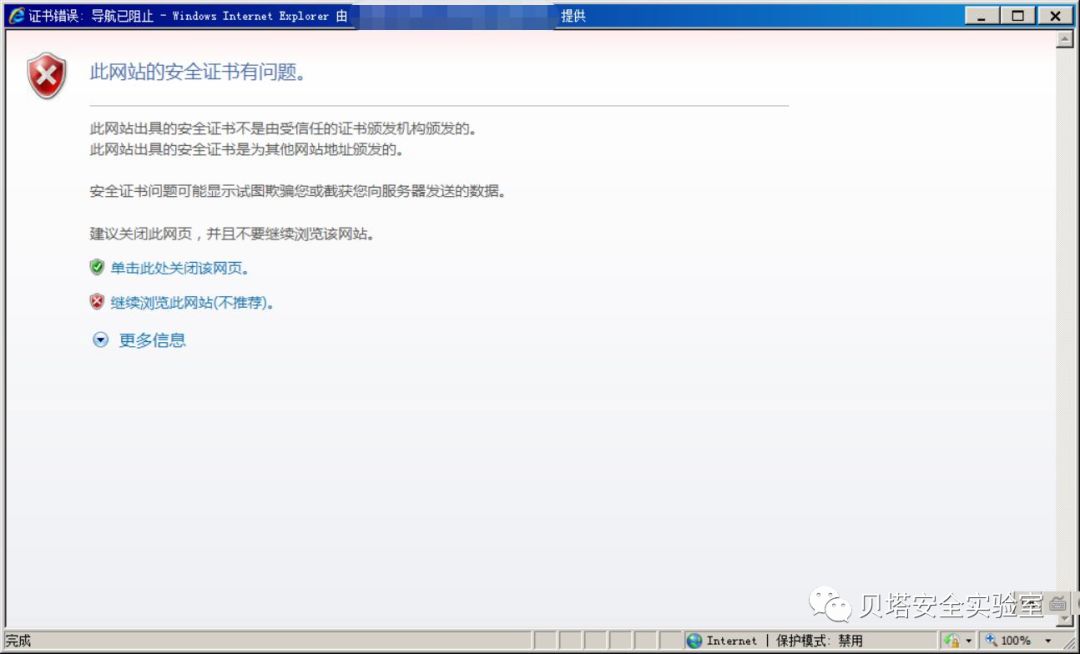 证书错误: 导航已阻止 - Windows Internet Explorer 由 提供
此网站的安全证书有问题。
此网站出具的安全证书不是由受信任的证书颁发机构颁发的。
此网站出具的安全证书是为其他网站地址颁发的。
安全证书问题可能显示试图欺骗您或截获您向服务器发送的数据。
建议关闭此网页，并且不要继续浏览该网站。
单击此处关闭该网页。
继续浏览此网站(不推荐)。
更多信息
贝塔安全实验室
完成
Internet | 保护模式: 禁用
100%